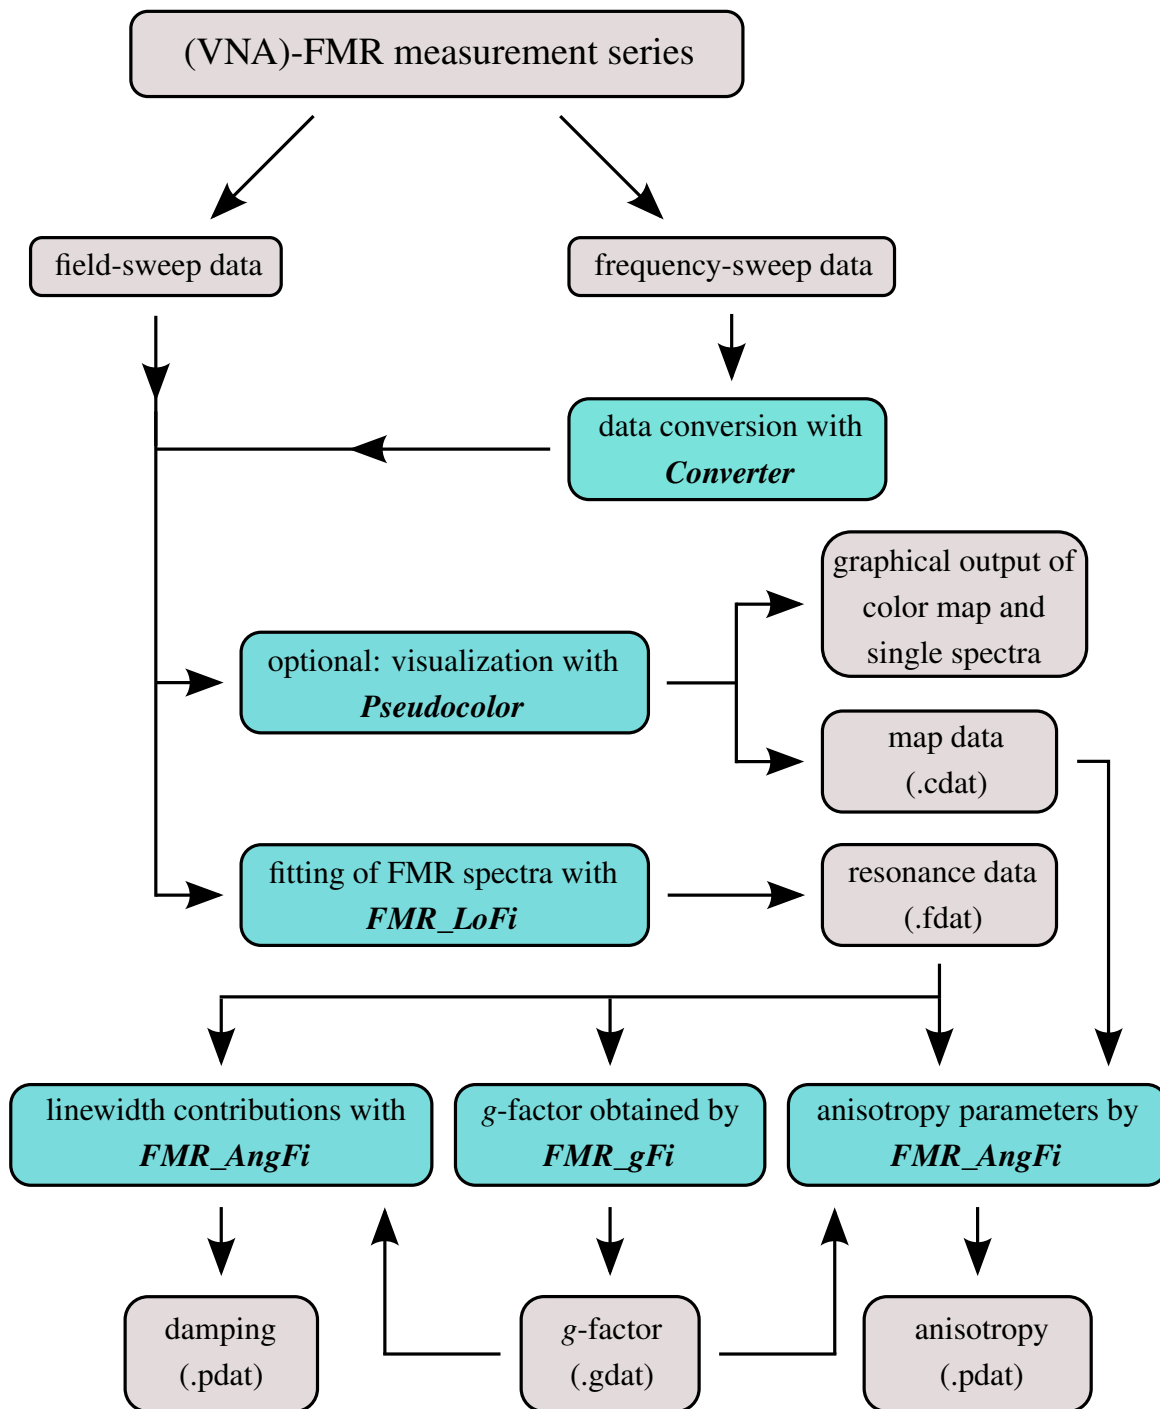 (VNA)-FMR measurement series
field-sweep data
frequency-sweep data
data conversion with
Converter
graphical output of
color map and
single spectra
optional: visualization with
Pseudocolor
map data
(.cdat)
fitting of FMR spectra with
FMR_LoFi
resonance data
(.fdat)
linewidth contributions with
FMR_AngFi
g-factor obtained by
FMR_gFi
anisotropy parameters by
FMR_AngFi
damping
(.pdat)
g-factor
(.gdat)
anisotropy
(.pdat)